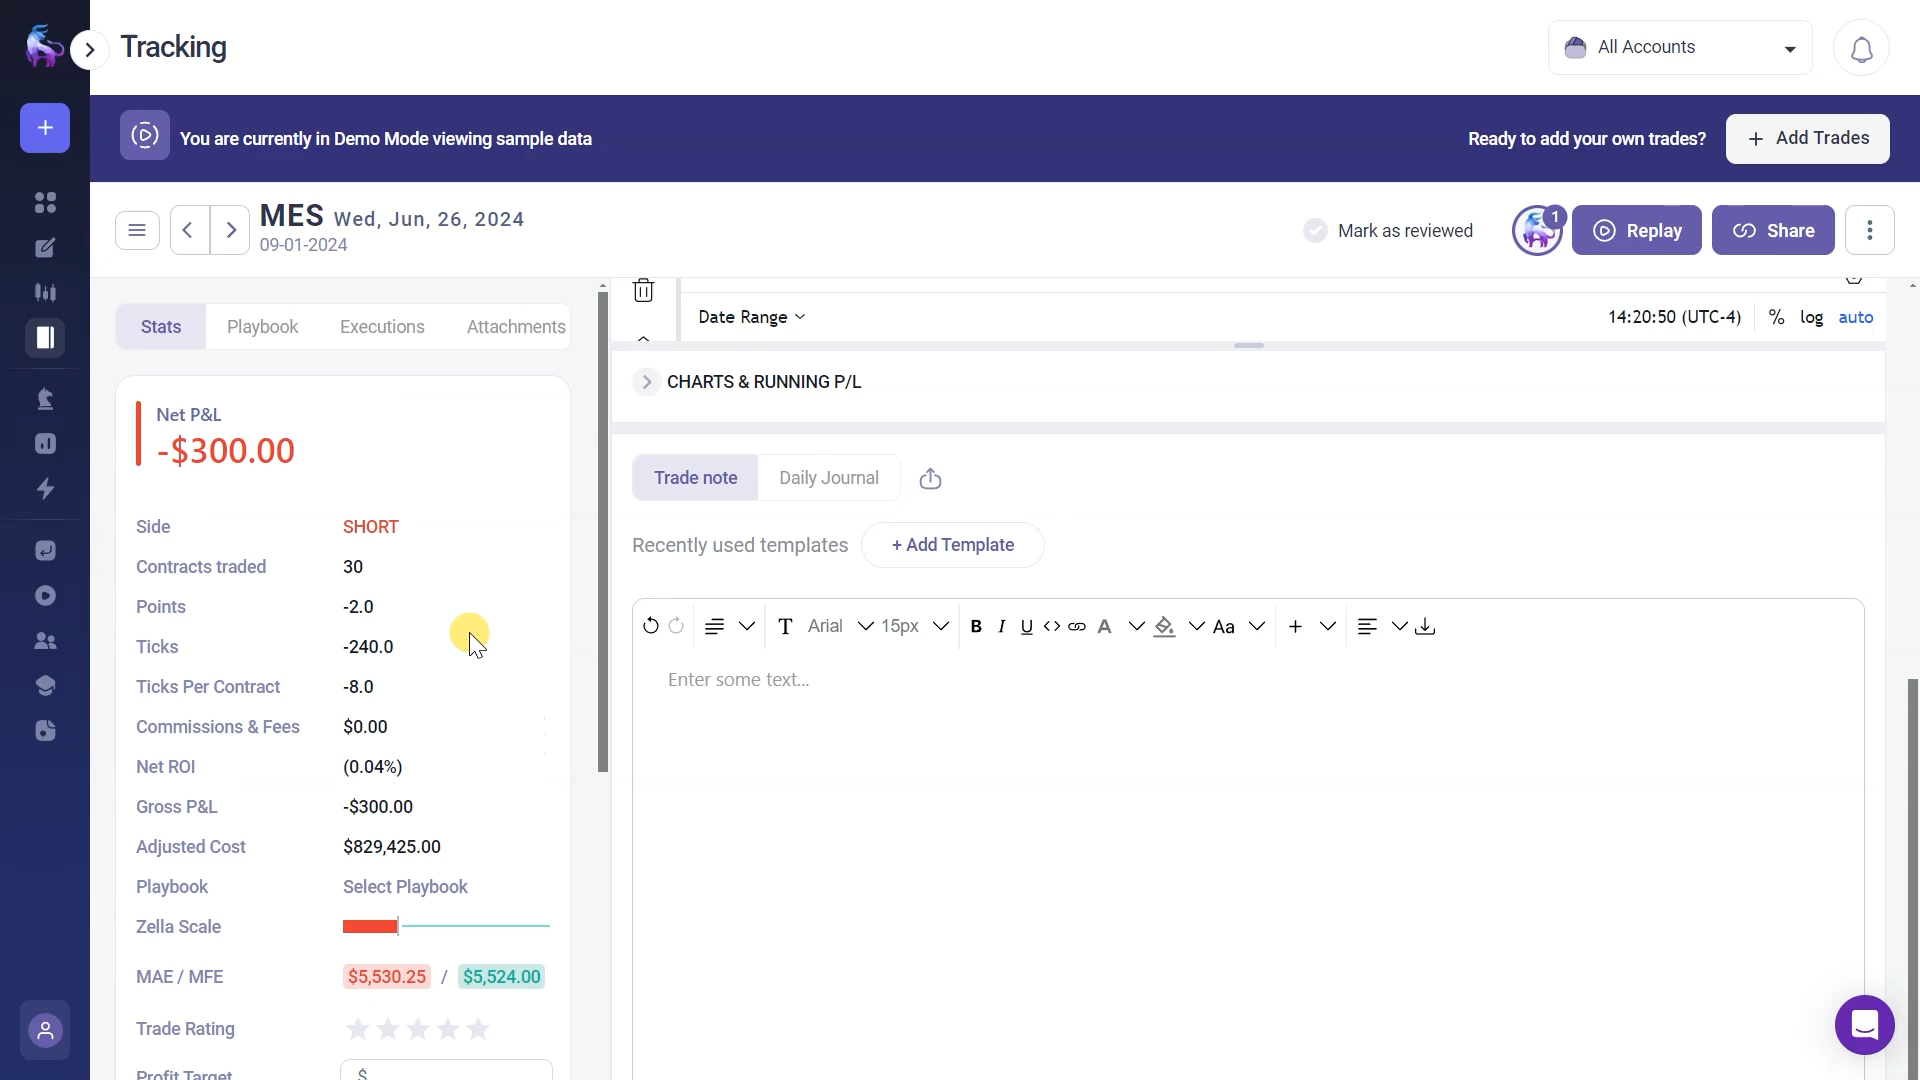 Tracking
All Accounts
You are currently in Demo Mode viewing sample data
Ready to add your own trades?
+ Add Trades
MES Wed, Jun, 26, 2024
09-01-2024
Mark as reviewed
1
Replay
Share
Stats
Playbook
Executions
Attachments
Net P&L
-$300.00
Side SHORT
Contracts traded 30
Points -2.0
Ticks -240.0
Ticks Per Contract -8.0
Commissions & Fees $0.00
Net ROI (0.04%)
Gross P&L -$300.00
Adjusted Cost $829,425.00
Playbook Select Playbook
Zella Scale
MAE / MFE $5,530.25 / $5,524.00
Trade Rating
Profit Target $
Date Range
14:20:50 (UTC-4) % log auto
CHARTS & RUNNING P/L
Trade note
Daily Journal
Recently used templates + Add Template
T Arial 15px B I U <> A Aa +
Enter some text...